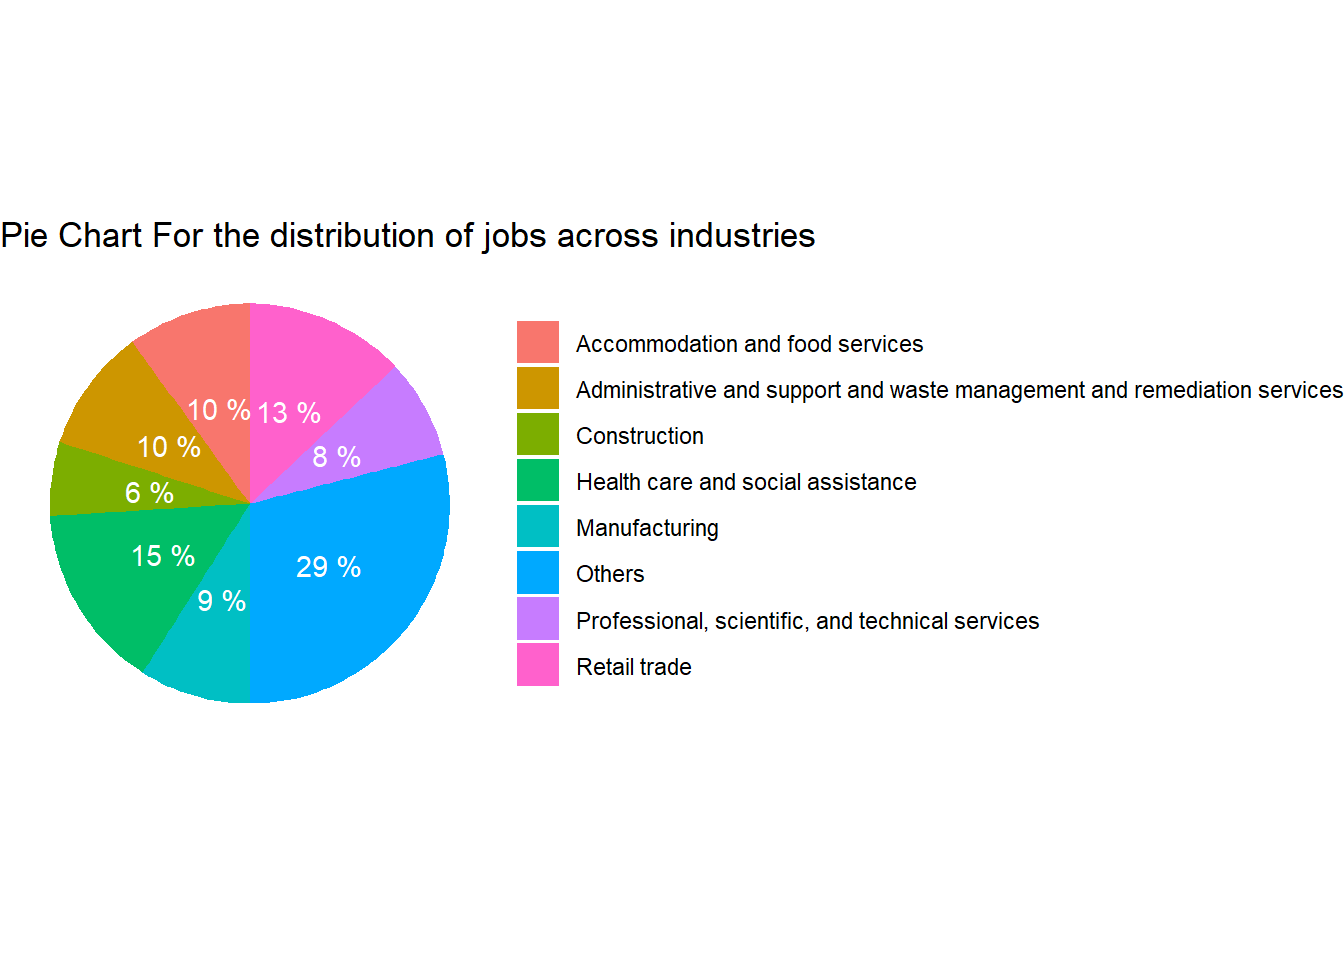 Pie Chart For the distribution of jobs across industries
10 %
13 %
10 %
8 %
6 %
15 %
29 %
9 %
Accommodation and food services
Administrative and support and waste management and remediation services
Construction
Health care and social assistance
Manufacturing
Others
Professional, scientific, and technical services
Retail trade